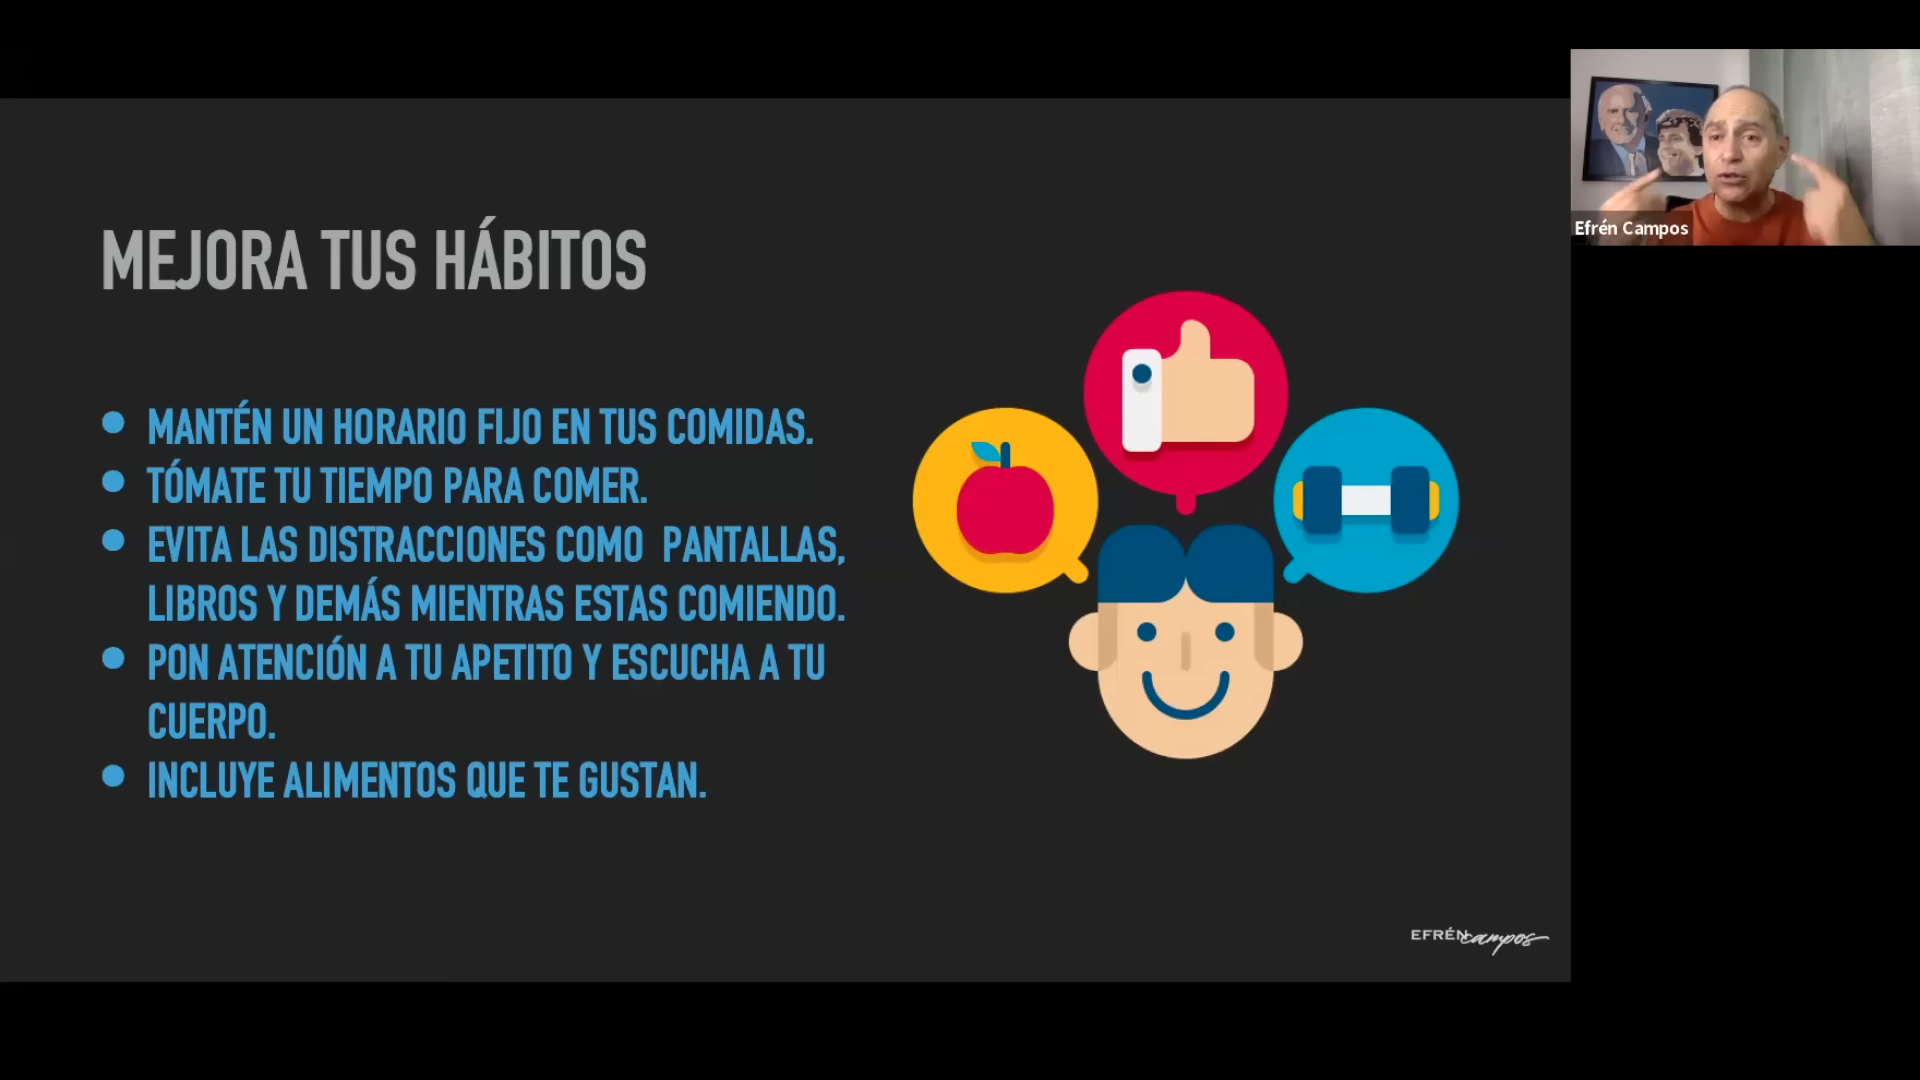 MEJORA TUS HÁBITOS
MANTÉN UN HORARIO FIJO EN TUS COMIDAS.
TÓMATE TU TIEMPO PARA COMER.
EVITA LAS DISTRACCIONES COMO  PANTALLAS,
LIBROS Y DEMÁS MIENTRAS ESTAS COMIENDO.
PON ATENCIÓN A TU APETITO Y ESCUCHA A TU
CUERPO.
INCLUYE ALIMENTOS QUE TE GUSTAN.
Efrén Campos
EFRÉN campos